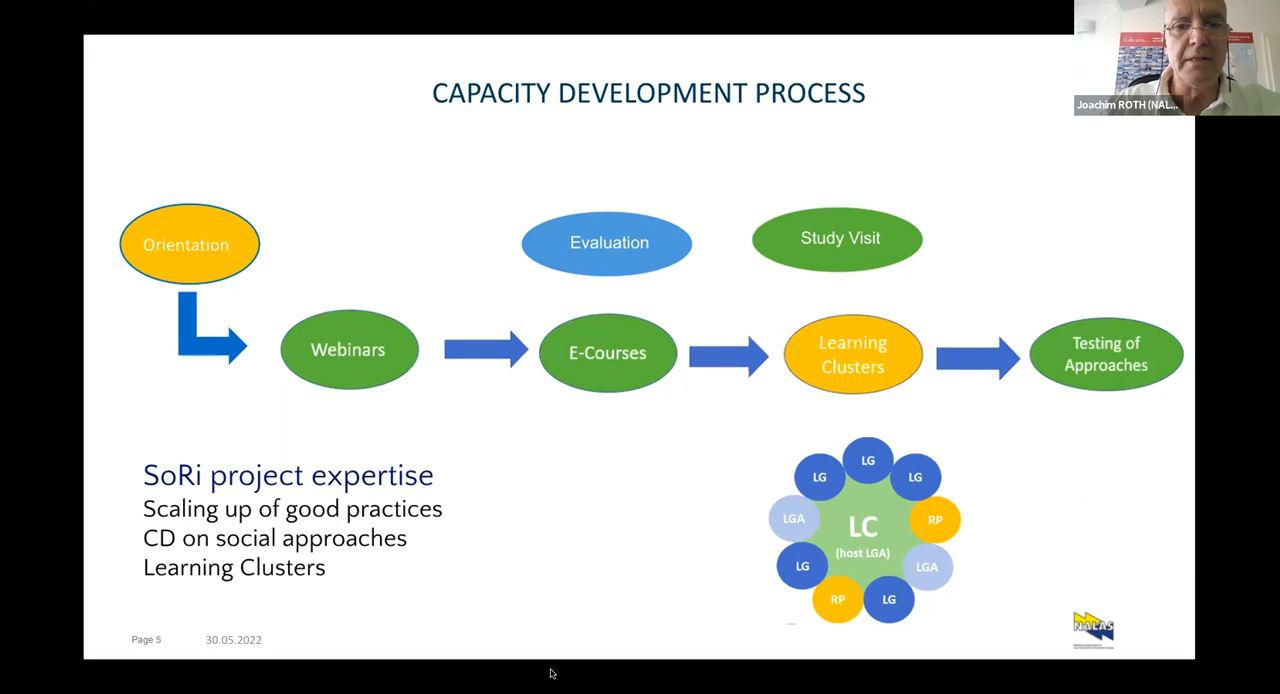 CAPACITY DEVELOPMENT PROCESS
Joachim ROTH (NAL...
Orientation
Evaluation
Study Visit
Webinars
E-Courses
Learning
Clusters
Testing of
Approaches
SoRi project expertise
Scaling up of good practices
CD on social approaches
Learning Clusters
LG
LG
LG
LGA
RP
LC
(host LGA)
LG
LGA
RP
LG
Page 5
30.05.2022
NALAS